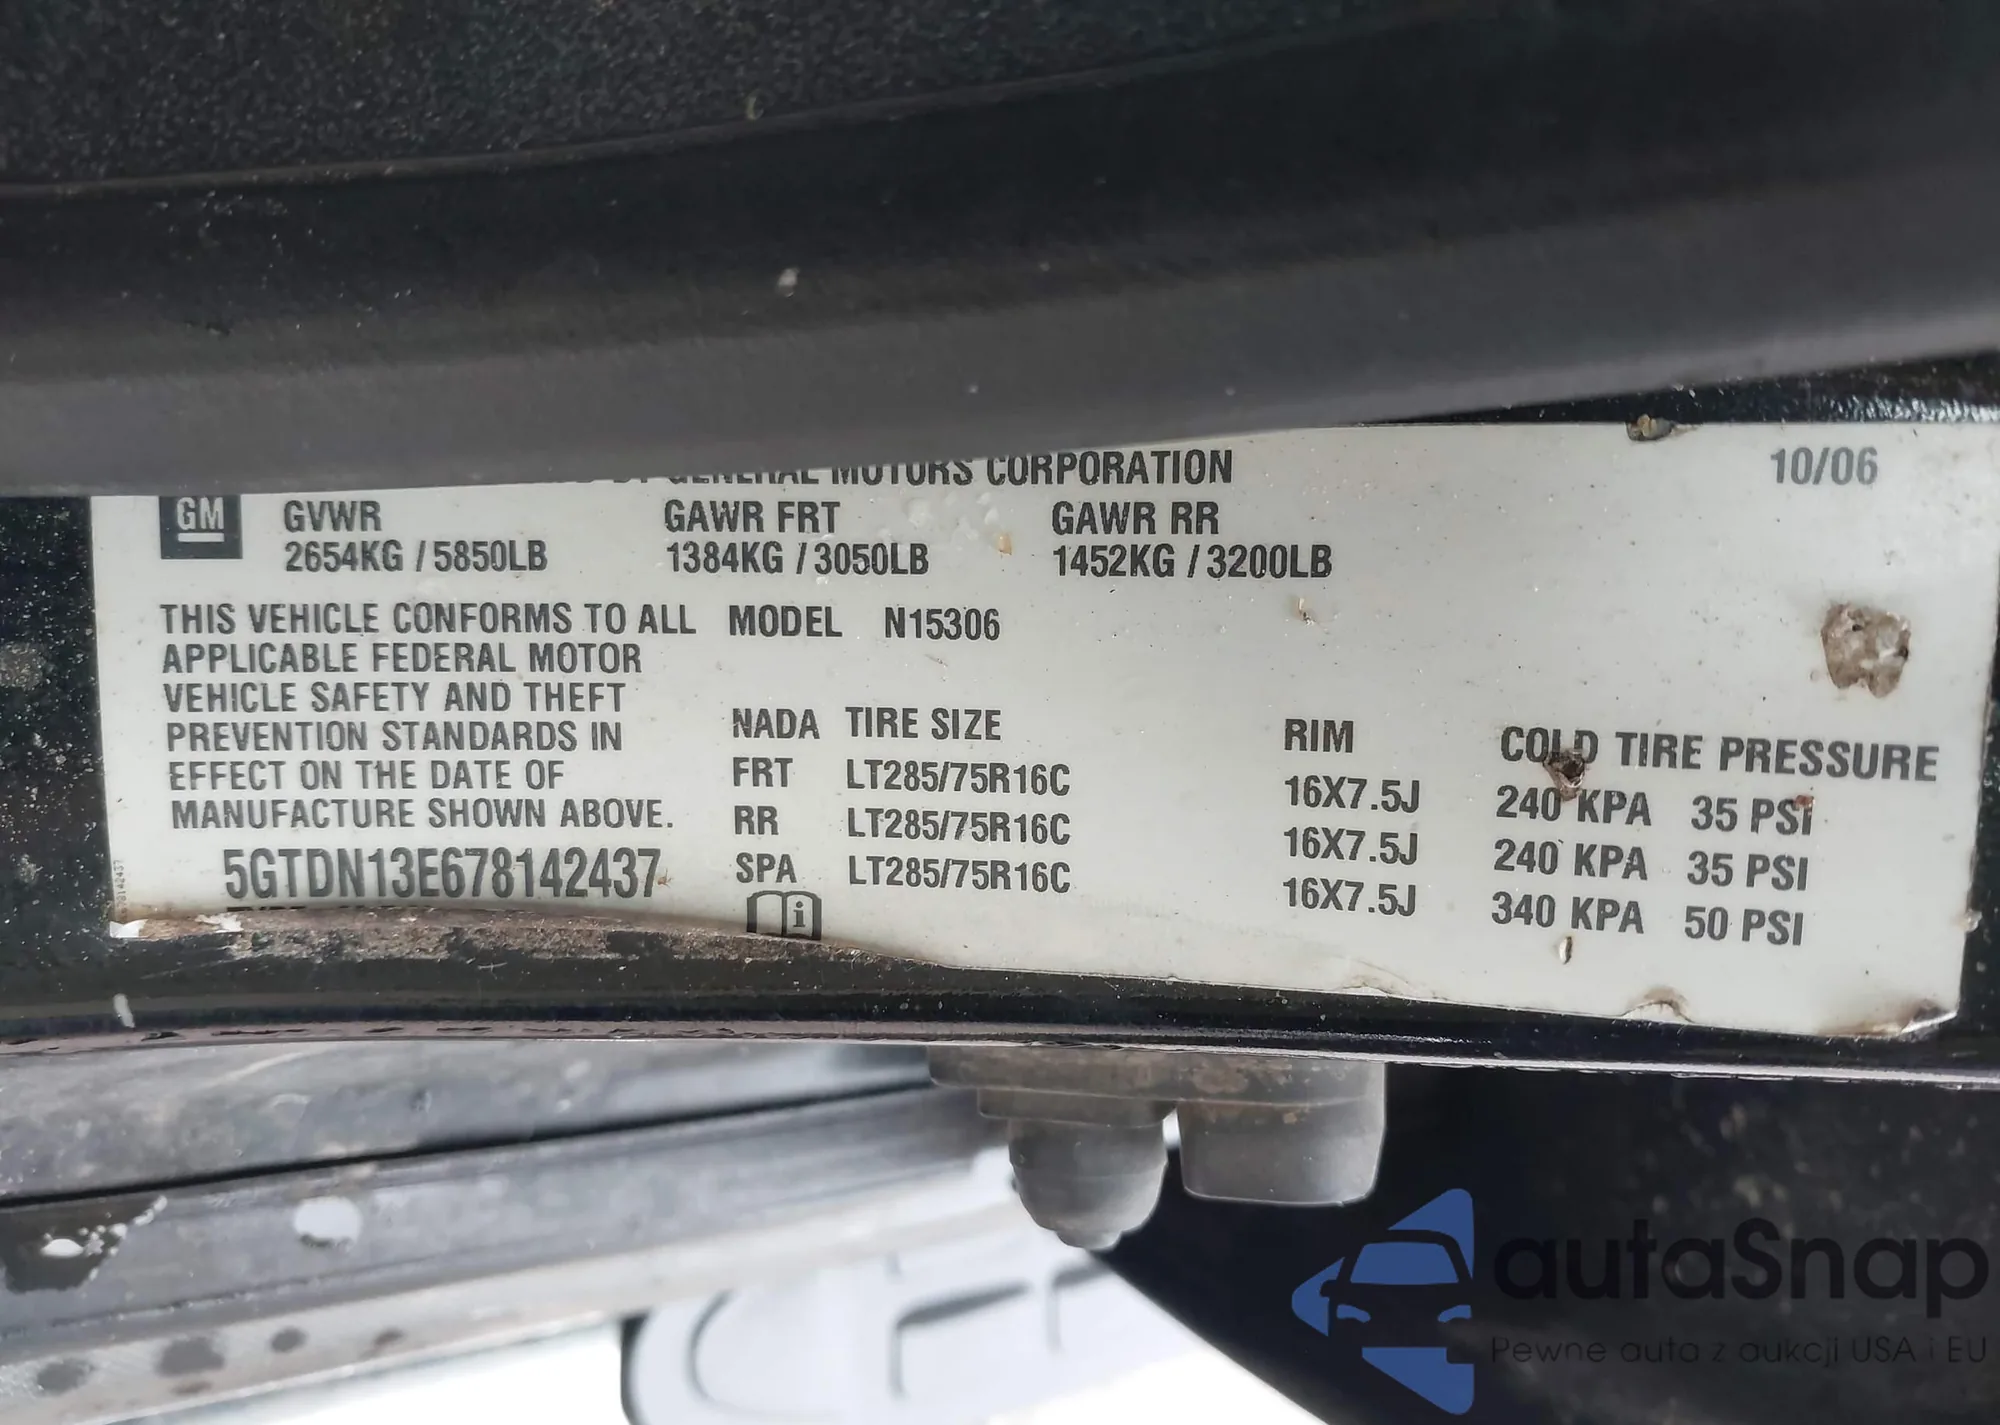 GENERAL MOTORS CORPORATION 10/06
GM GVWR GAWR FRT GAWR RR
2654KG / 5850LB 1384KG / 3050LB 1452KG / 3200LB
THIS VEHICLE CONFORMS TO ALL MODEL N15306
APPLICABLE FEDERAL MOTOR
VEHICLE SAFETY AND THEFT
PREVENTION STANDARDS IN
EFFECT ON THE DATE OF
MANUFACTURE SHOWN ABOVE.
5GTDN13E678142437
NADA TIRE SIZE RIM COLD TIRE PRESSURE
FRT LT285/75R16C 16X7.5J 240 KPA 35 PSI
RR LT285/75R16C 16X7.5J 240 KPA 35 PSI
SPA LT285/75R16C 16X7.5J 340 KPA 50 PSI
i
autaSnap
Pewne auta z aukcji USA i EU